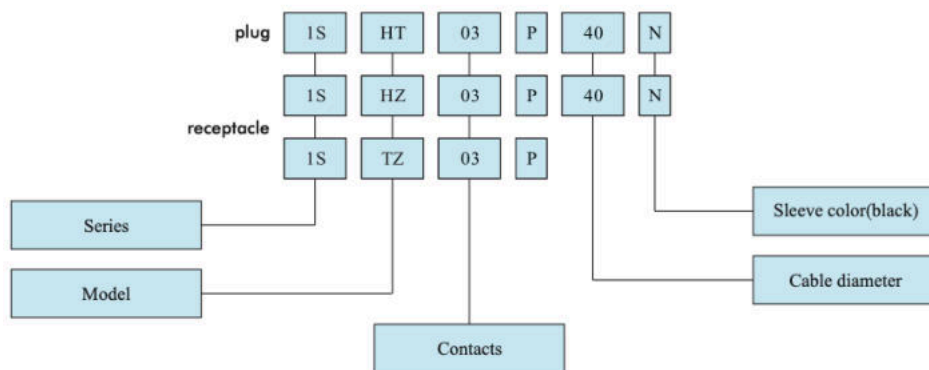 plug 1S HT 03 P 40 N
1S HZ 03 P 40 N
receptacle
1S TZ 03 P
Sleeve color(black)
Series
Cable diameter
Model
Contacts